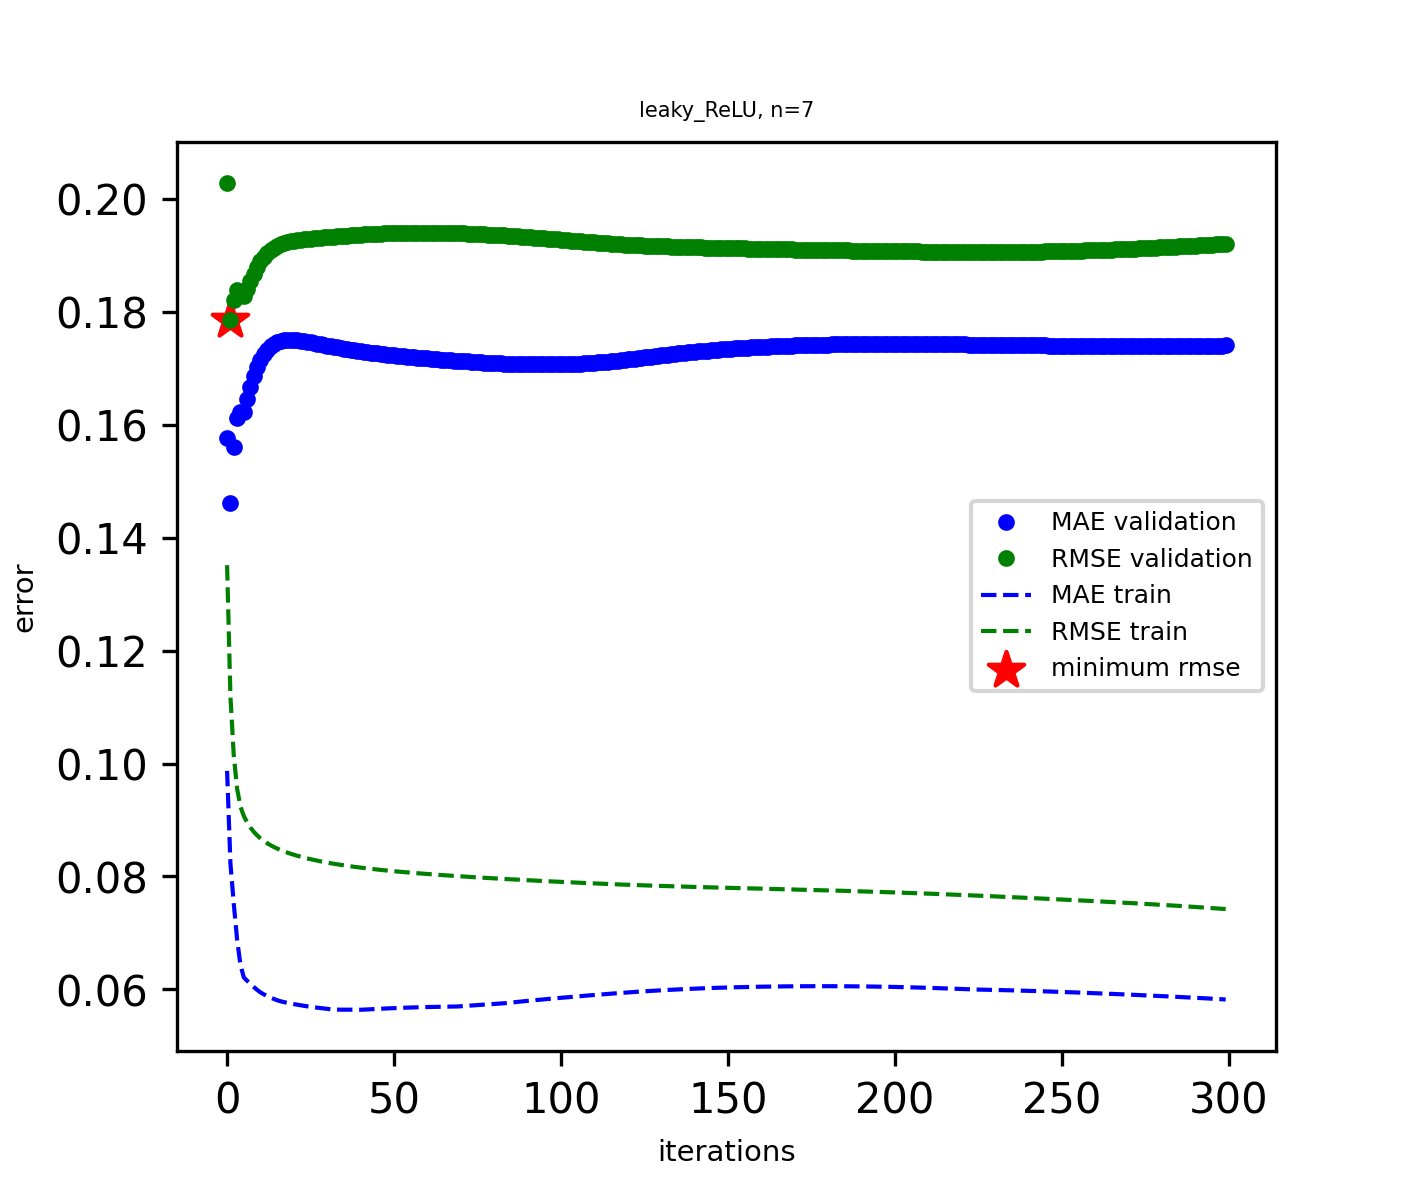 leaky_ReLU, n=7
0.20
0.18
0.16
0.14
0.12
0.10
0.08
0.06
error
MAE validation
RMSE validation
MAE train
RMSE train
minimum rmse
0 50 100 150 200 250 300
iterations